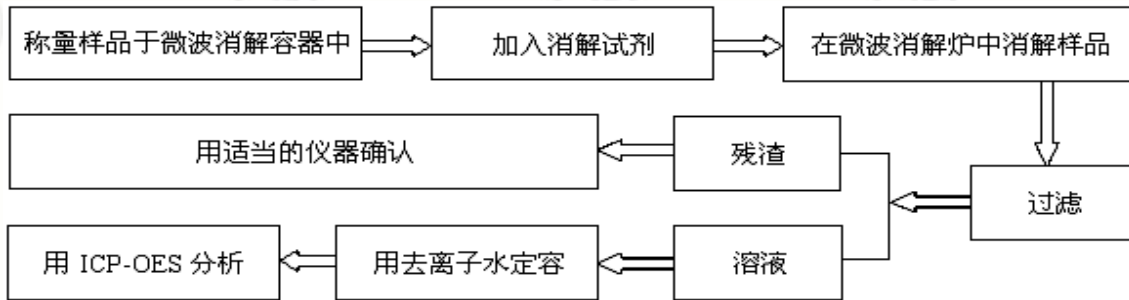 称量样品于微波消解容器中
加入消解试剂
在微波消解炉中消解样品
用适当的仪器确认
残渣
过滤
用 ICP-OES 分析
用去离子水定容
溶液